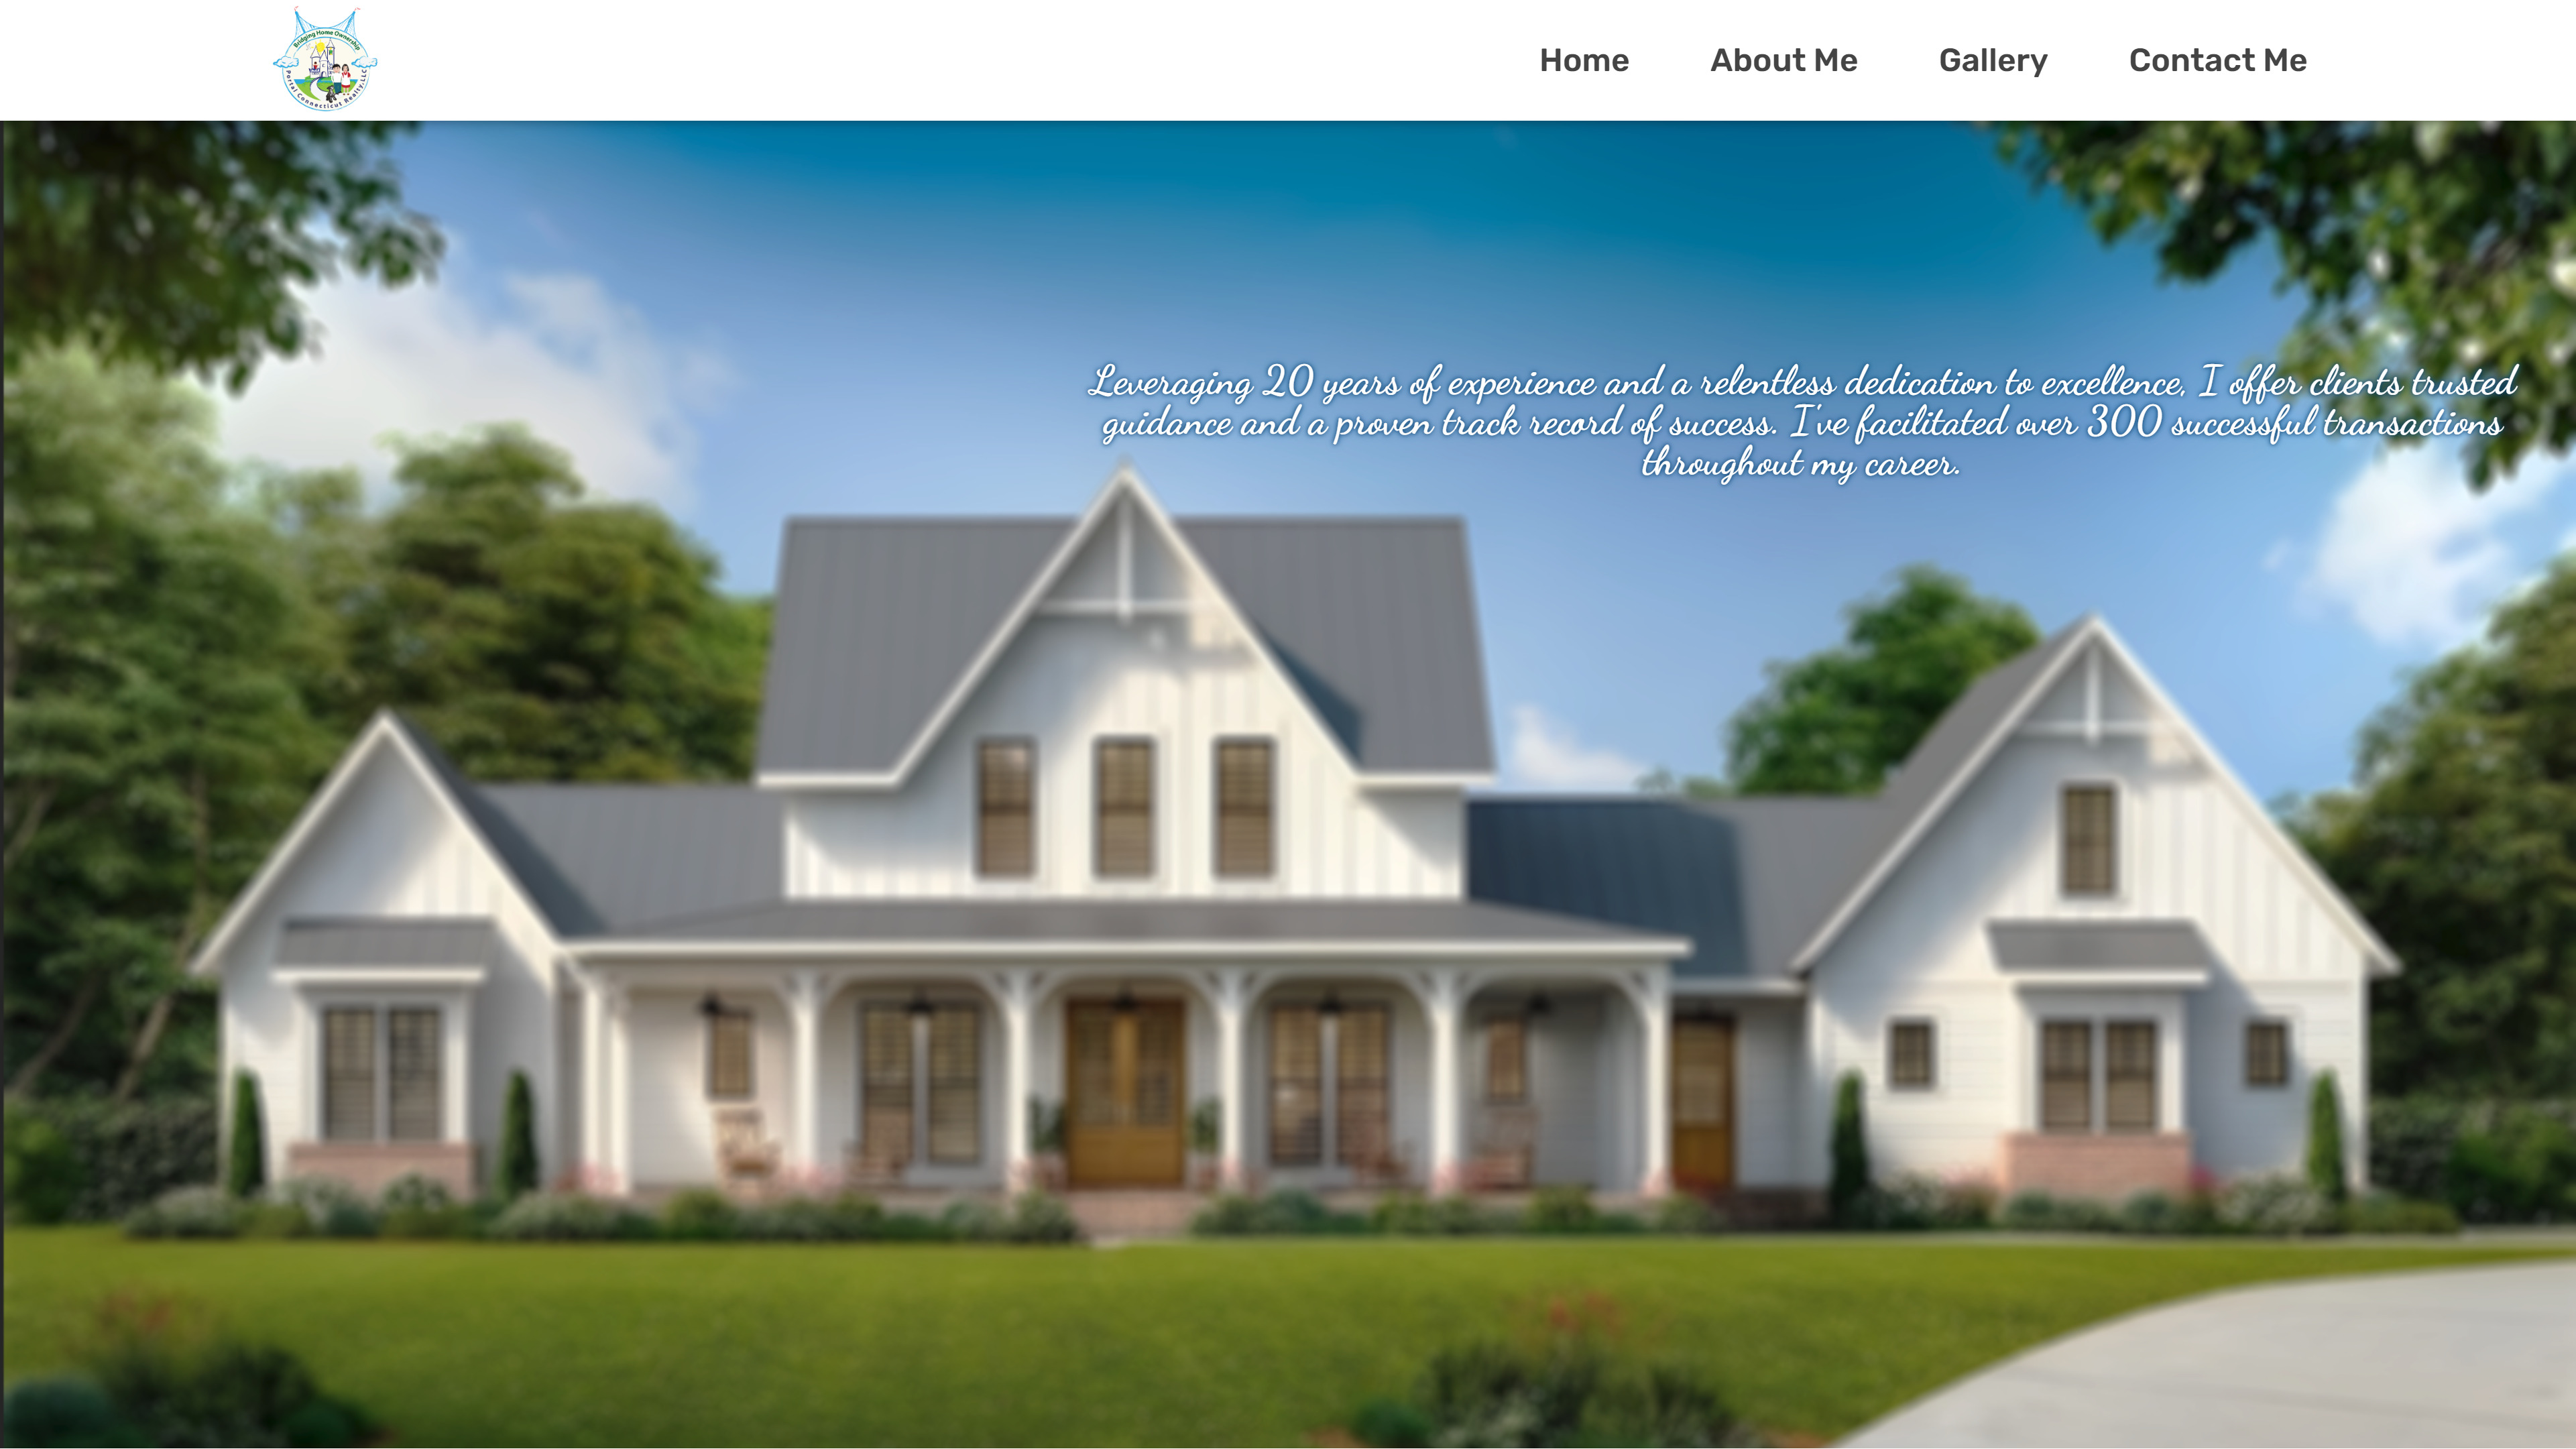 Bridging Home Ownership
Portal Connecticut Realty, LLC
Home About Me Gallery Contact Me
Leveraging 20 years of experience and a relentless dedication to excellence, I offer clients trusted
guidance and a proven track record of success. I've facilitated over 300 successful transactions
throughout my career.